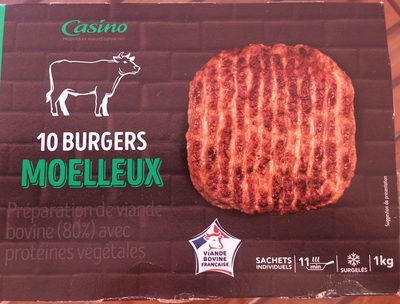 Casino
10 BURGERS
MOELLEUX
Préparation de viande
bovine (80%) avec
protéines végétales
VIANDE
BOVINE
FRANÇAISE
SACHETS
INDIVIDUELS
11 min
SURGELÉS
1kg
Suggestion de présentation